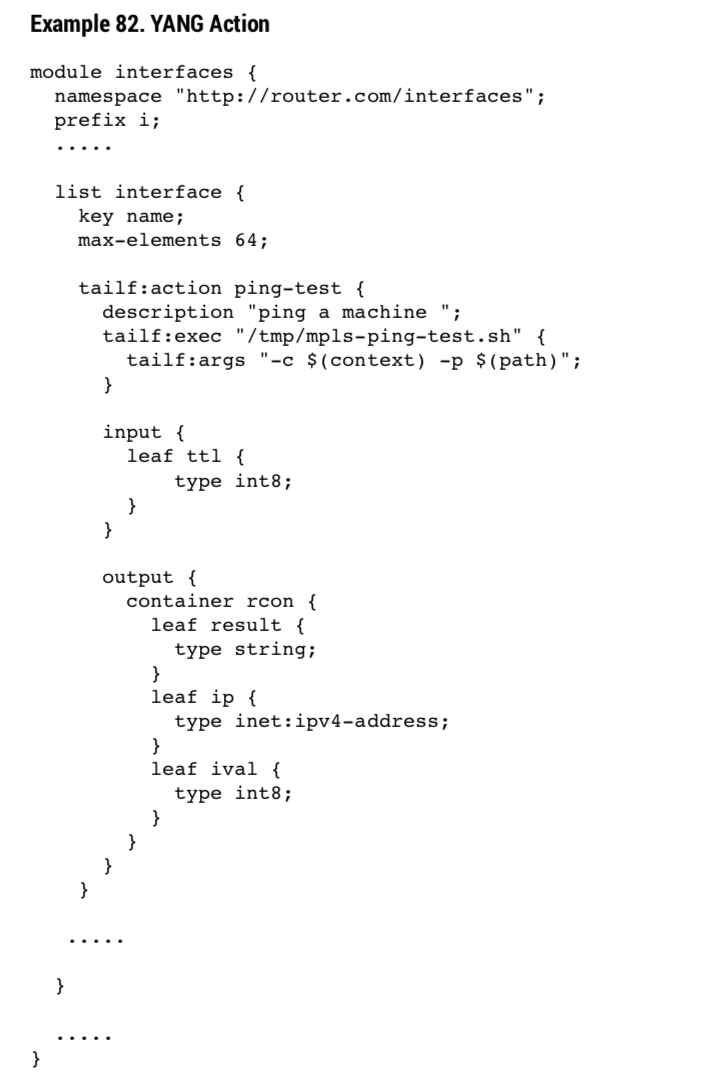 Example 82. YANG Action
module interfaces {
  namespace "http://router.com/interfaces";
  prefix i;
  .....
  list interface {
    key name;
    max-elements 64;
    tailf:action ping-test {
      description "ping a machine ";
      tailf:exec "/tmp/mpls-ping-test.sh" {
        tailf:args "-c $(context) -p $(path)";
      }
      input {
        leaf ttl {
            type int8;
        }
      }
      output {
        container rcon {
          leaf result {
            type string;
          }
          leaf ip {
            type inet:ipv4-address;
          }
          leaf ival {
            type int8;
          }
        }
      }
    }
   .....
  }
  .....
}